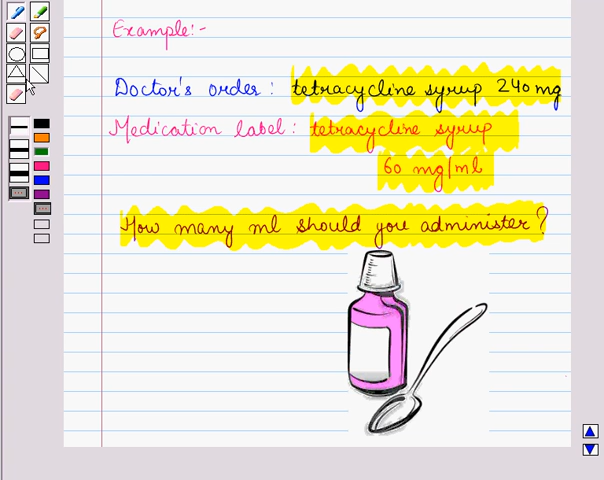 Example:-
Doctor's order: tetracycline syrup 240 mg
Medication label: tetracycline syrup
60 mg/ml
How many ml should you administer?